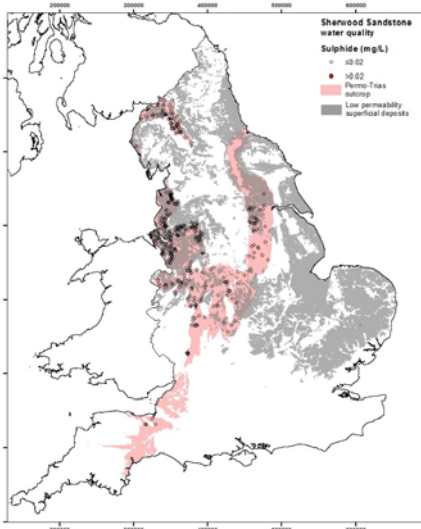 200000 300000 400000 500000 600000
Sherwood Sandstone
water quality
Sulphide (mg/L)
≤0.02
>0.02
Permo-Trias
outcrop
Low permeability
superficial deposits